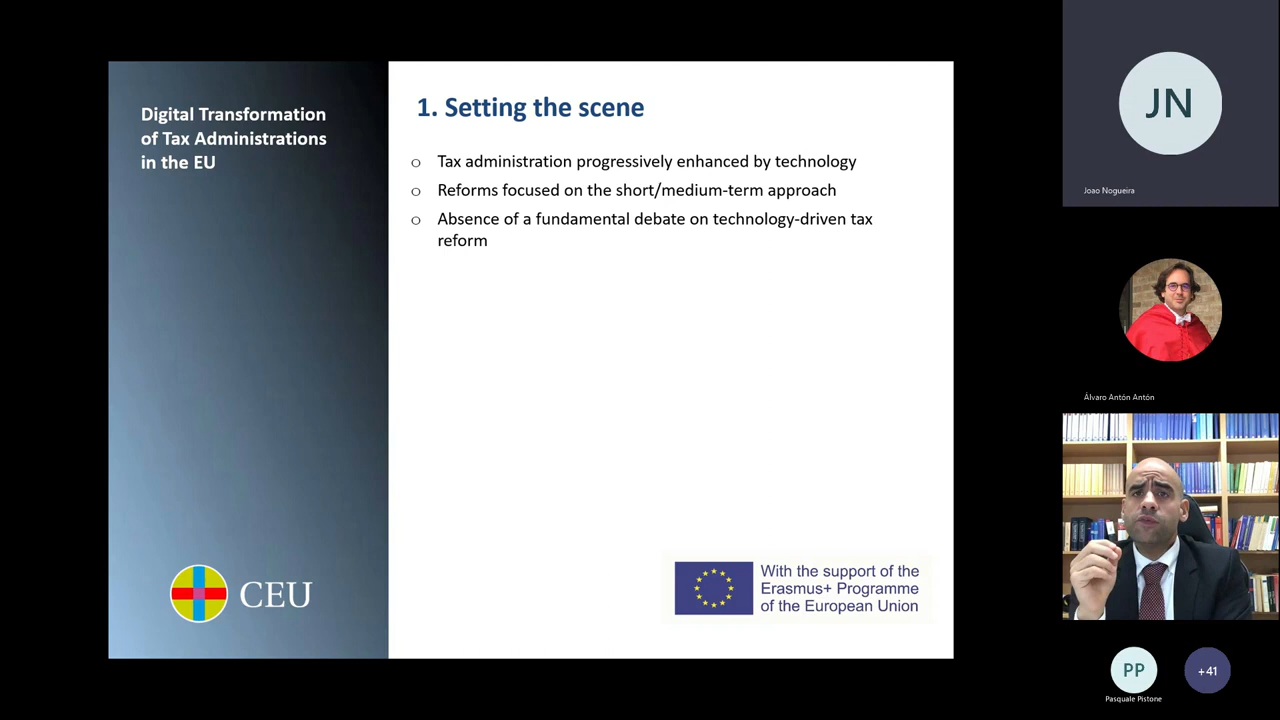 Digital Transformation
of Tax Administrations
in the EU
1. Setting the scene
o Tax administration progressively enhanced by technology
o Reforms focused on the short/medium-term approach
o Absence of a fundamental debate on technology-driven tax
reform
CEU
With the support of the
Erasmus+ Programme
of the European Union
JN
Joao Nogueira
Álvaro Antón Antón
PP
Pasquale Pistone
+41